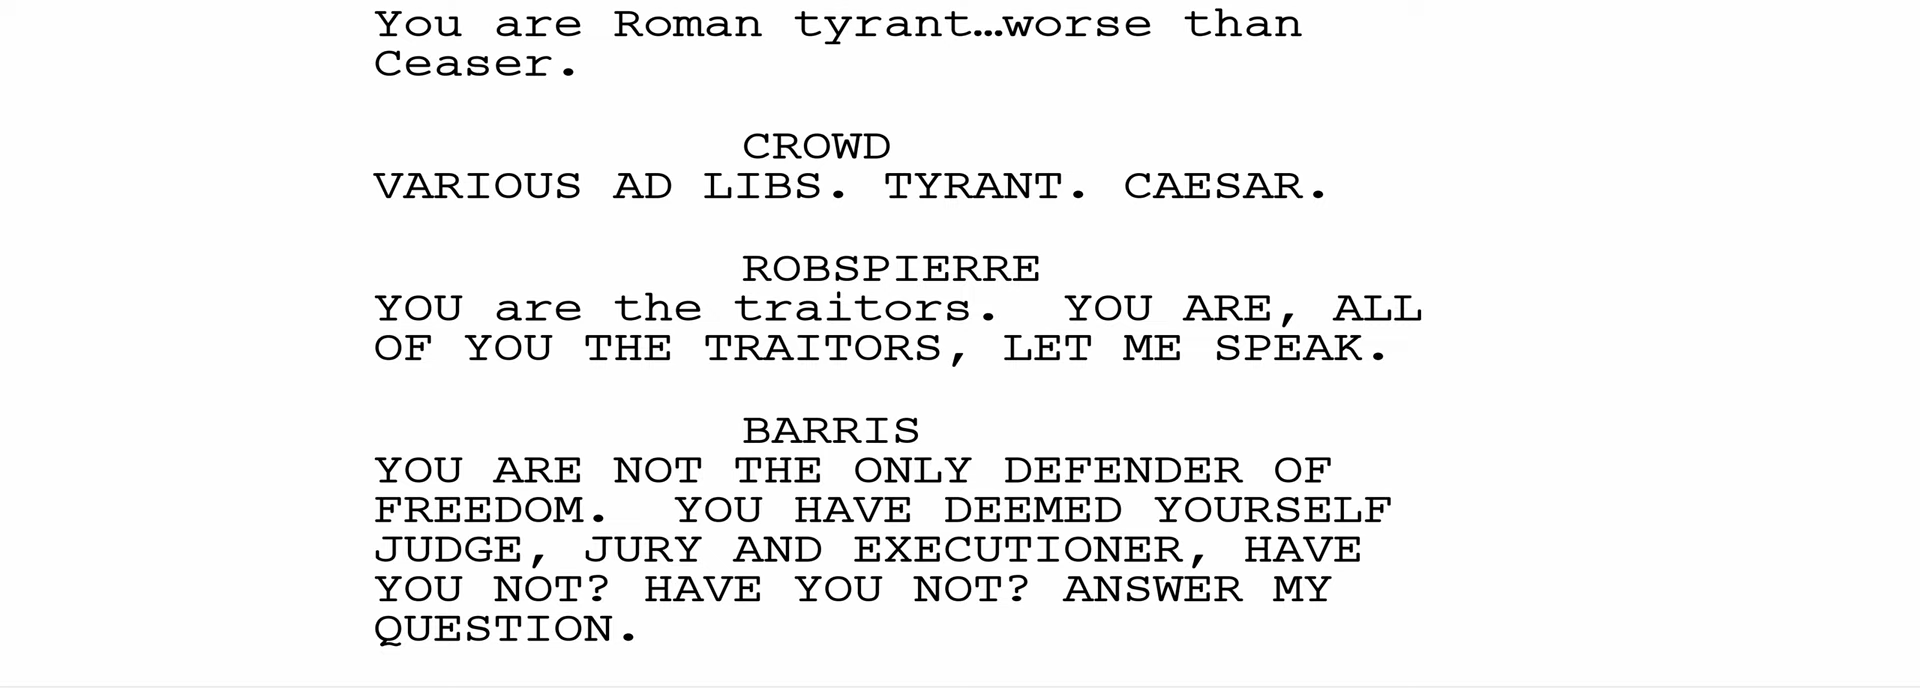 You are Roman tyrant…worse than
Ceaser.
CROWD
VARIOUS AD LIBS. TYRANT. CAESAR.
ROBSPIERRE
YOU are the traitors.  YOU ARE, ALL
OF YOU THE TRAITORS, LET ME SPEAK.
BARRIS
YOU ARE NOT THE ONLY DEFENDER OF
FREEDOM.  YOU HAVE DEEMED YOURSELF
JUDGE, JURY AND EXECUTIONER, HAVE
YOU NOT? HAVE YOU NOT? ANSWER MY
QUESTION.